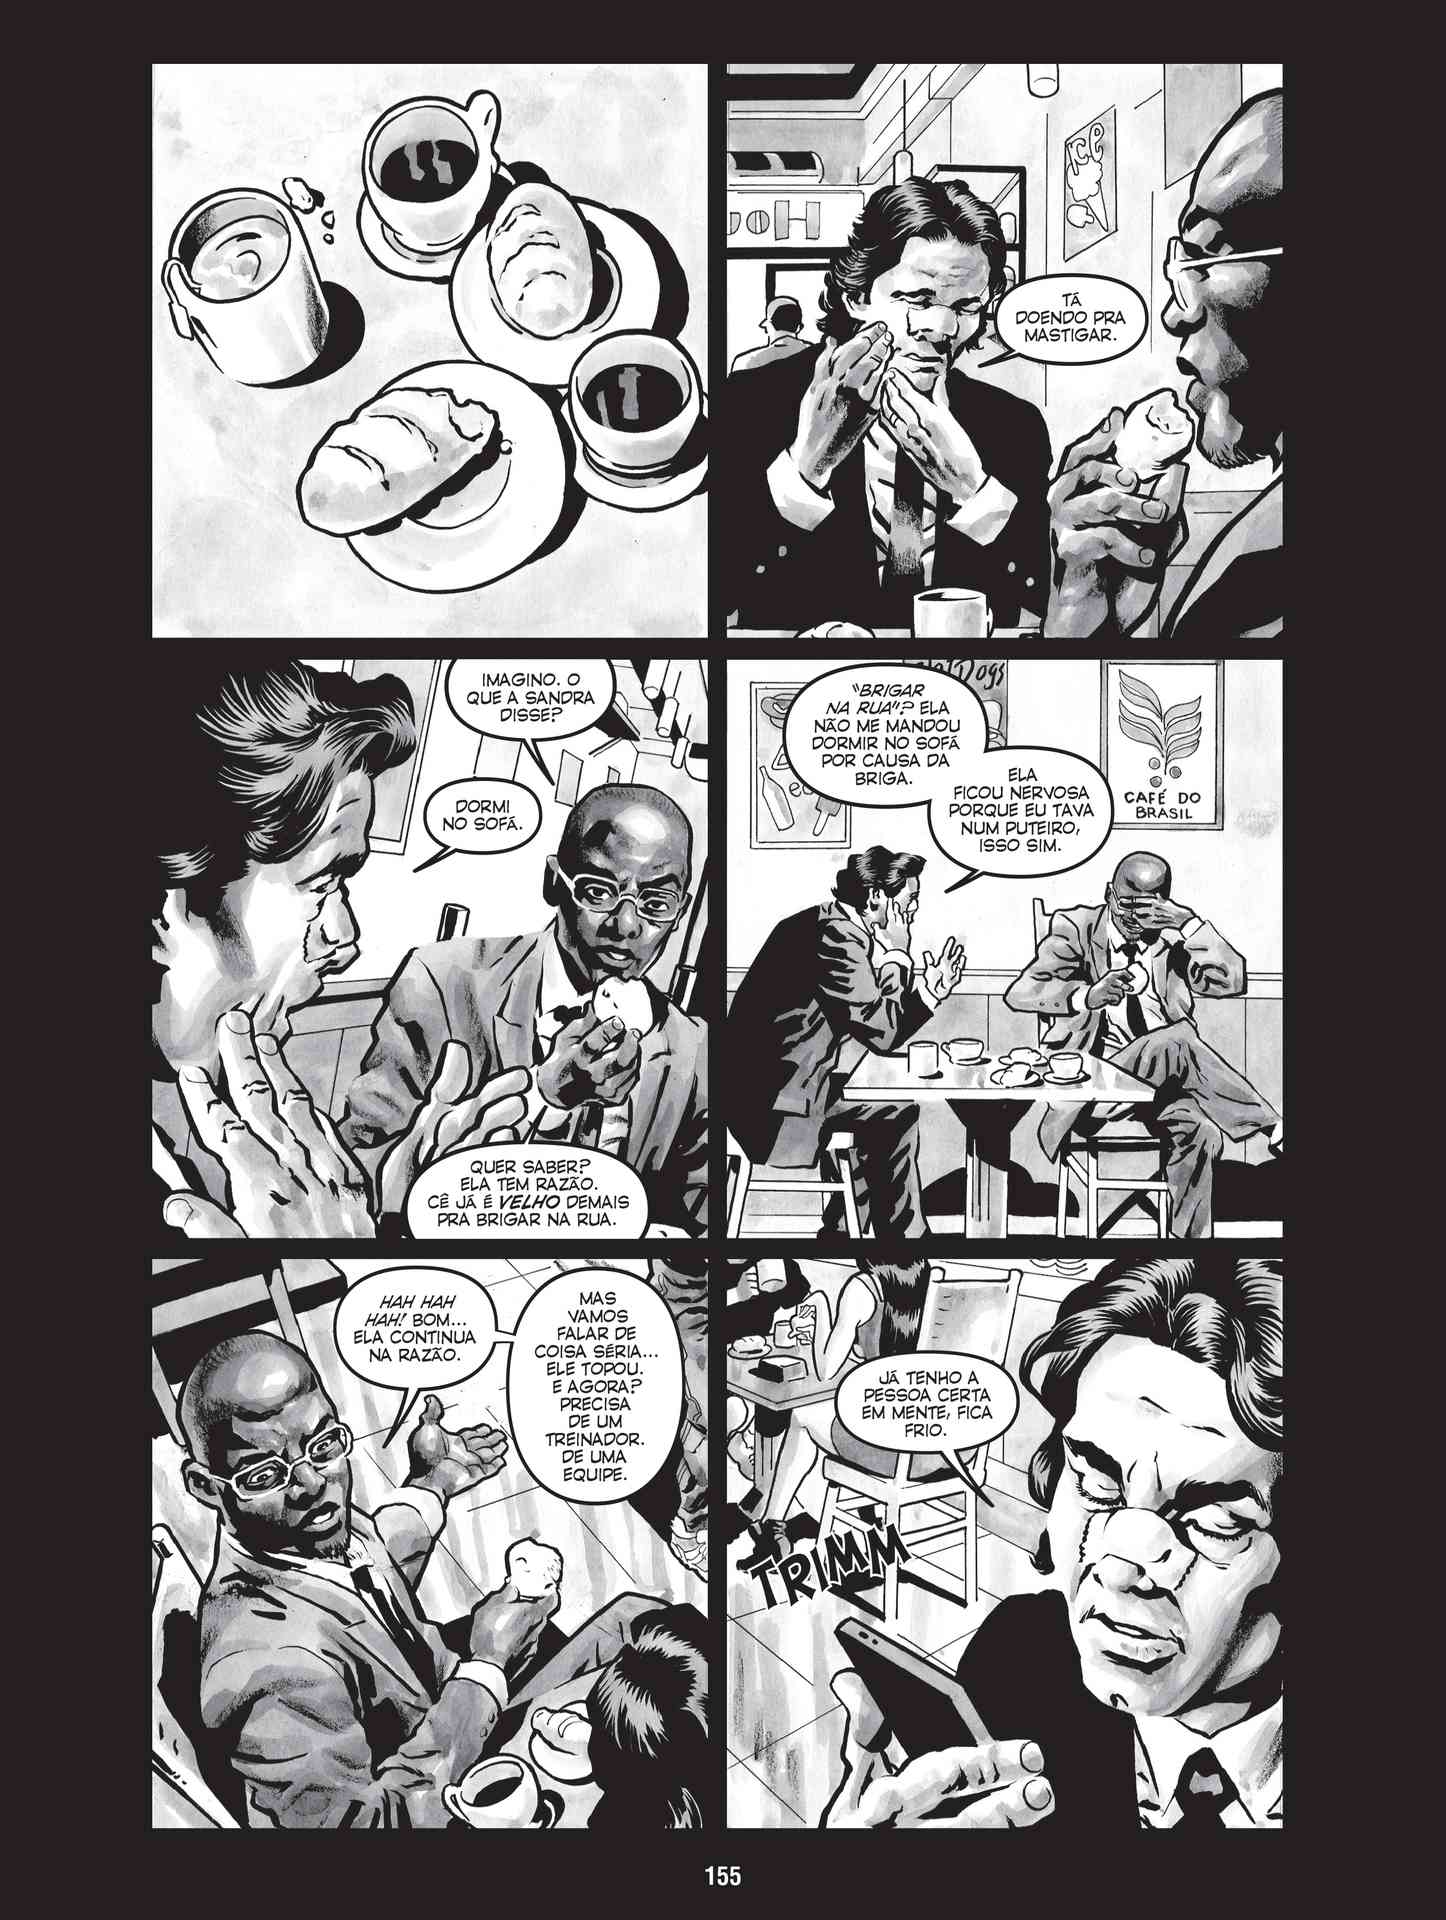 ICE
HOT
TÁ
DOENDO PRA
MASTIGAR.
IMAGINO. O
QUE A SANDRA
DISSE?
DORMI
NO SOFÁ.
QUER SABER?
ELA TEM RAZÃO.
CÊ JÁ É VELHO DEMAIS
PRA BRIGAR NA RUA.
"BRIGAR
NA RUA"? ELA
NÃO ME MANDOU
DORMIR NO SOFÁ
POR CAUSA DA
BRIGA.
ELA
FICOU NERVOSA
PORQUE EU TAVA
NUM PUTEIRO,
ISSO SIM.
Dogs
CAFÉ DO
BRASIL
HAH HAH
HAH! BOM...
ELA CONTINUA
NA RAZÃO.
MAS
VAMOS
FALAR DE
COISA SÉRIA...
ELE TOPOU.
E AGORA?
PRECISA
DE UM
TREINADOR.
DE UMA
EQUIPE.
JÁ TENHO A
PESSOA CERTA
EM MENTE, FICA
FRIO.
TRIMM
155